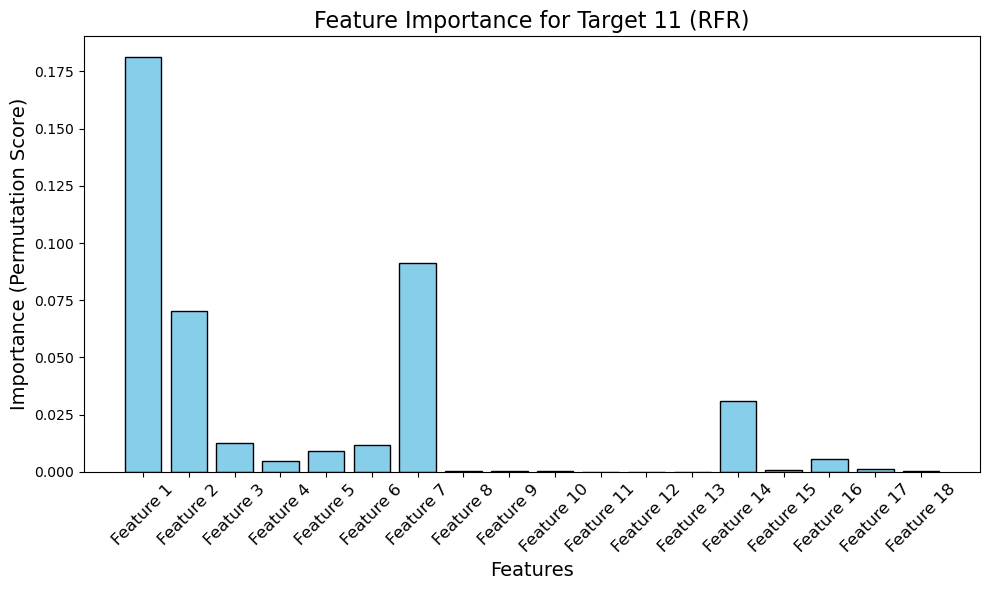 Feature Importance for Target 11 (RFR)
Importance (Permutation Score)
0.175
0.150
0.125
0.100
0.075
0.050
0.025
0.000
Feature 1
Feature 2
Feature 3
Feature 4
Feature 5
Feature 6
Feature 7
Feature 8
Feature 9
Feature 10
Feature 11
Feature 12
Feature 13
Feature 14
Feature 15
Feature 16
Feature 17
Feature 18
Features